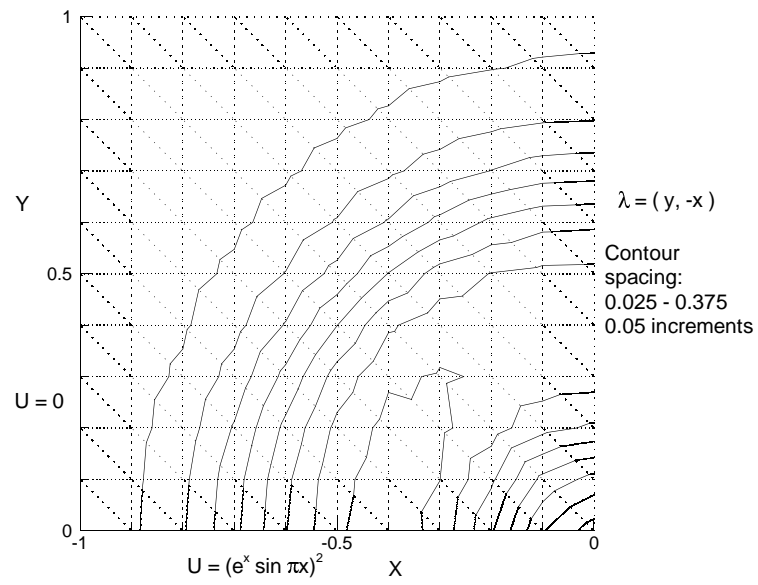 1
Y
λ = ( y, -x )
0.5
Contour
spacing:
0.025 - 0.375
0.05 increments
U = 0
0
-1
-0.5
0
U = (eˣ sin πx)²
X